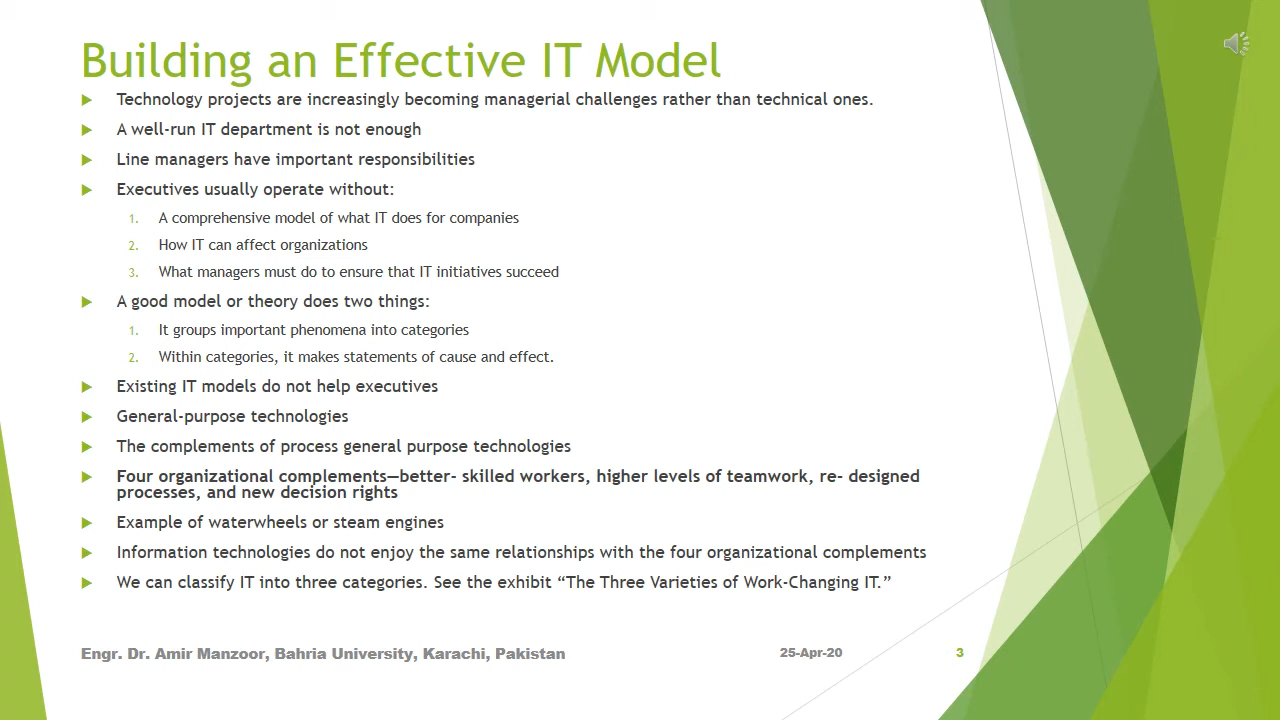 Building an Effective IT Model
Technology projects are increasingly becoming managerial challenges rather than technical ones.
A well-run IT department is not enough
Line managers have important responsibilities
Executives usually operate without:
1. A comprehensive model of what IT does for companies
2. How IT can affect organizations
3. What managers must do to ensure that IT initiatives succeed
A good model or theory does two things:
1. It groups important phenomena into categories
2. Within categories, it makes statements of cause and effect.
Existing IT models do not help executives
General-purpose technologies
The complements of process general purpose technologies
Four organizational complements—better- skilled workers, higher levels of teamwork, re- designed
processes, and new decision rights
Example of waterwheels or steam engines
Information technologies do not enjoy the same relationships with the four organizational complements
We can classify IT into three categories. See the exhibit “The Three Varieties of Work-Changing IT.”
Engr. Dr. Amir Manzoor, Bahria University, Karachi, Pakistan
25-Apr-20
3